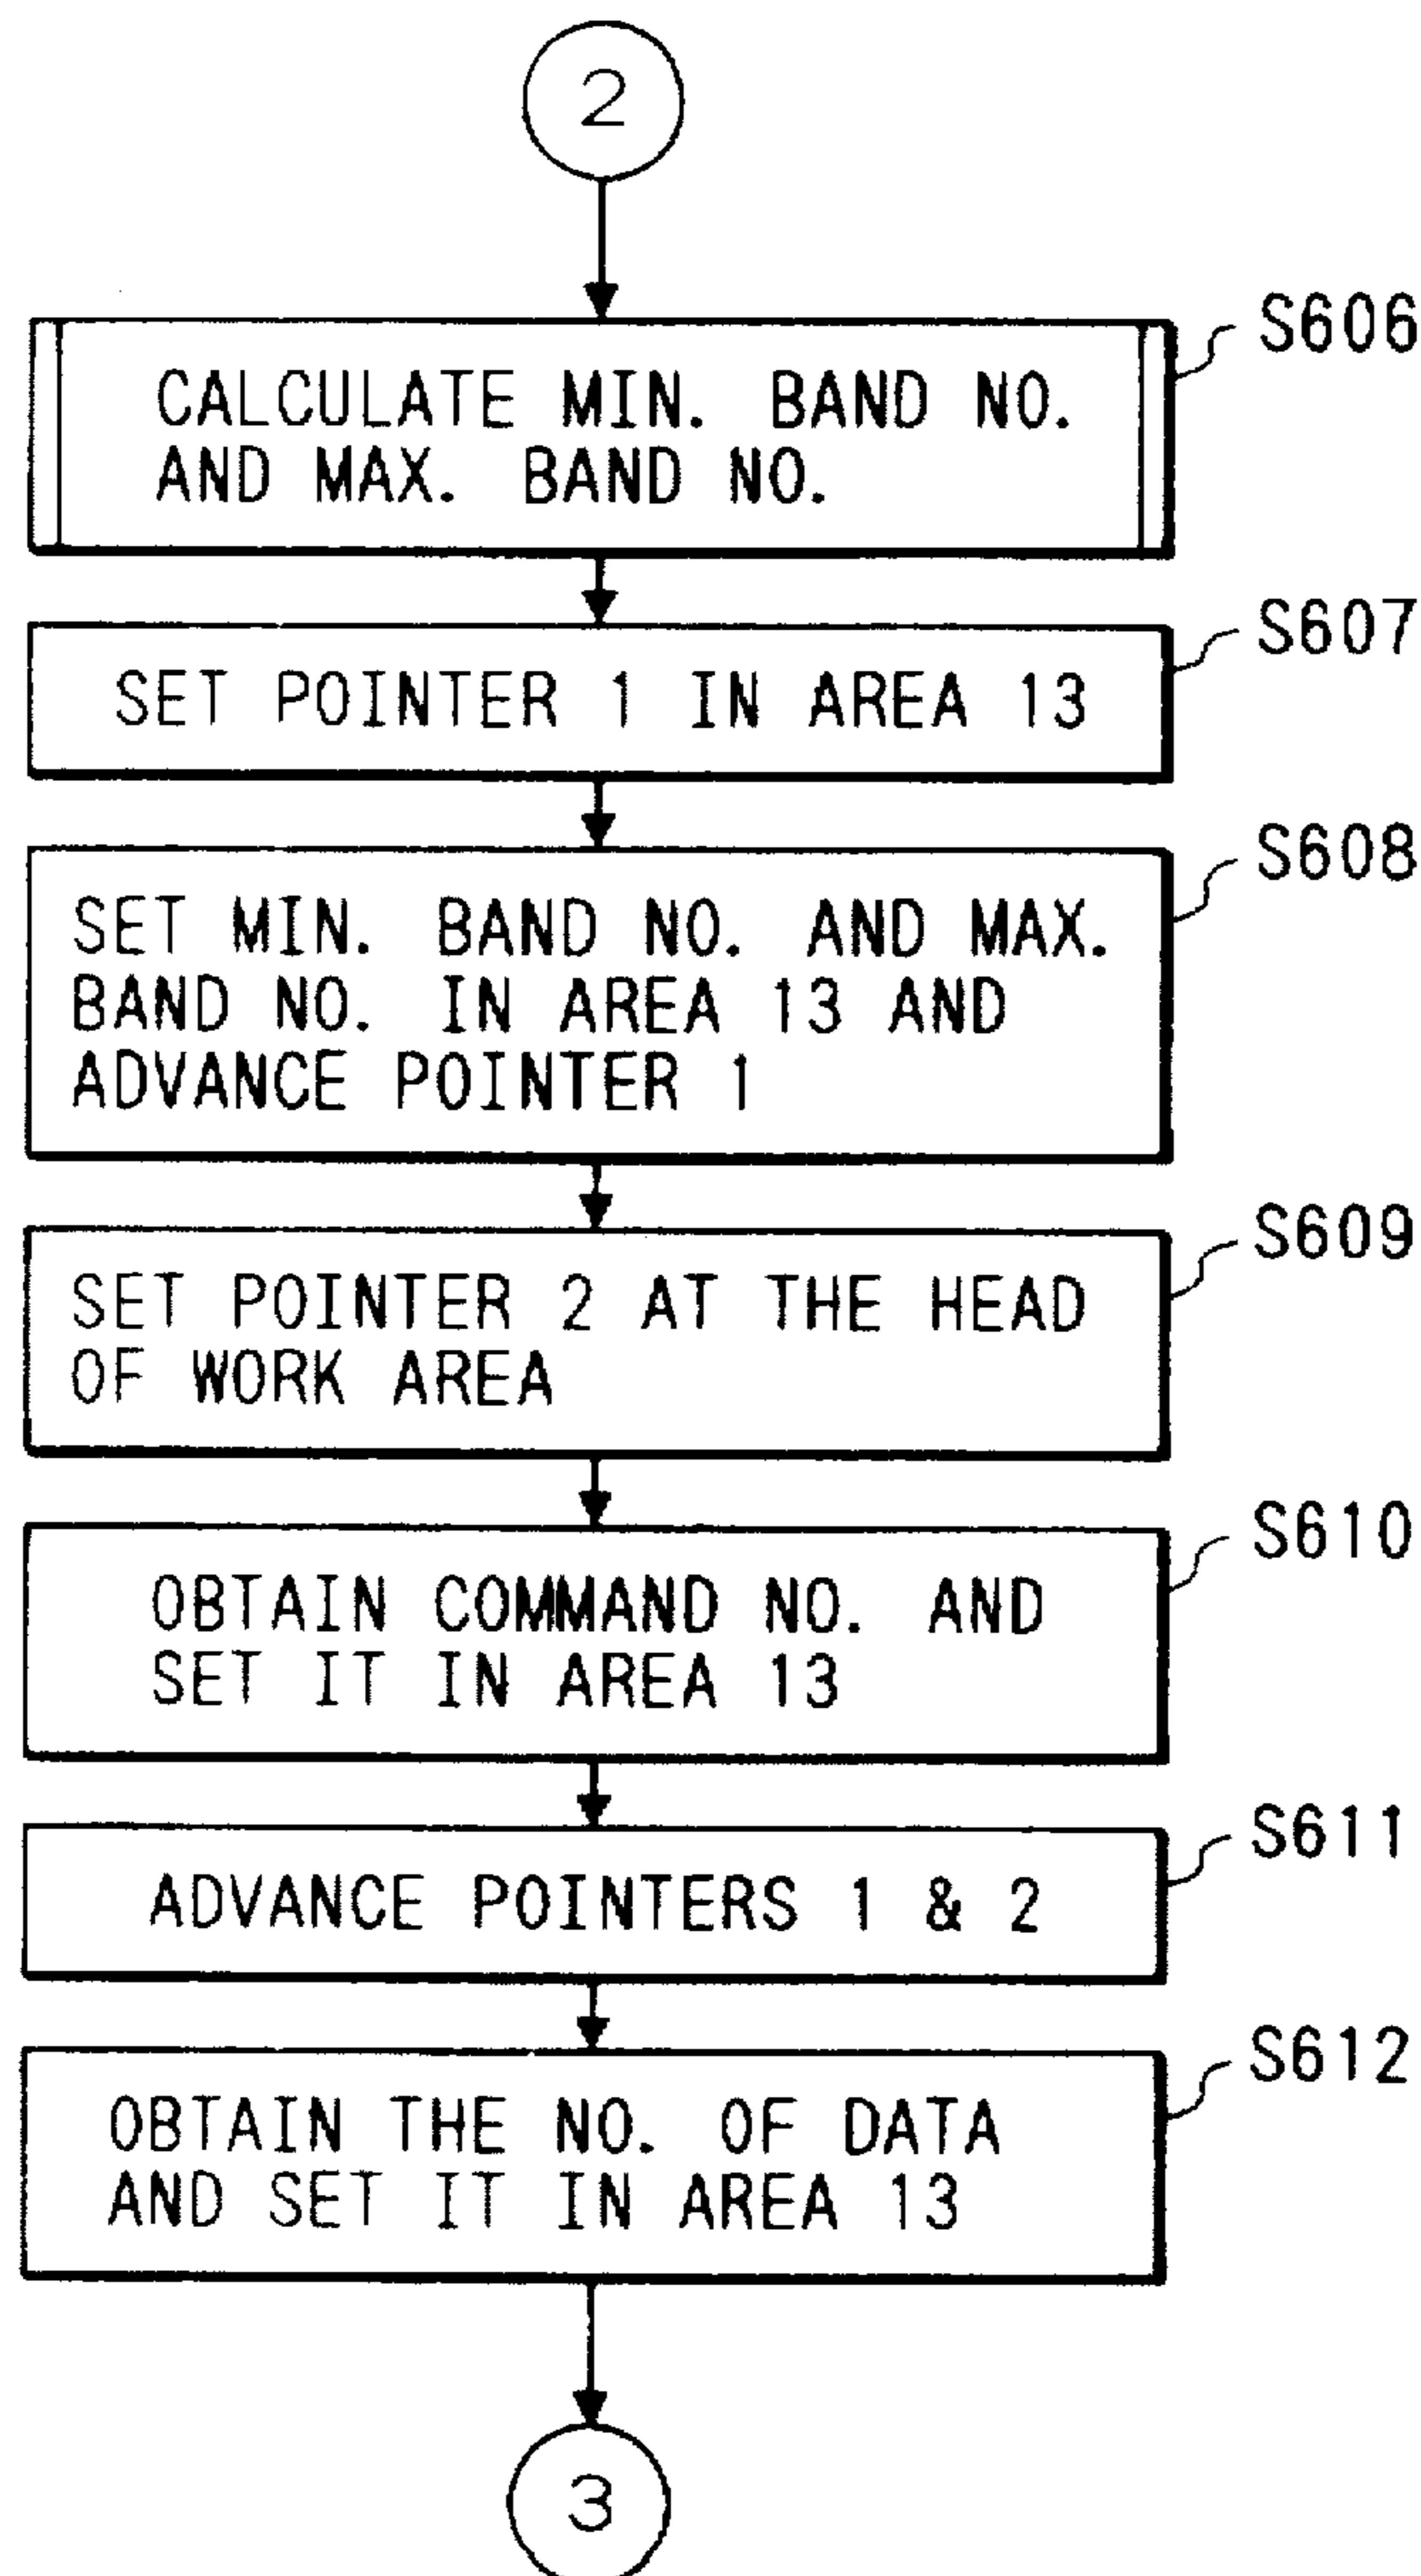 2
S606
CALCULATE MIN. BAND NO.
AND MAX. BAND NO.
S607
SET POINTER 1 IN AREA 13
S608
SET MIN. BAND NO. AND MAX.
BAND NO. IN AREA 13 AND
ADVANCE POINTER 1
S609
SET POINTER 2 AT THE HEAD
OF WORK AREA
S610
OBTAIN COMMAND NO. AND
SET IT IN AREA 13
S611
ADVANCE POINTERS 1 & 2
S612
OBTAIN THE NO. OF DATA
AND SET IT IN AREA 13
3